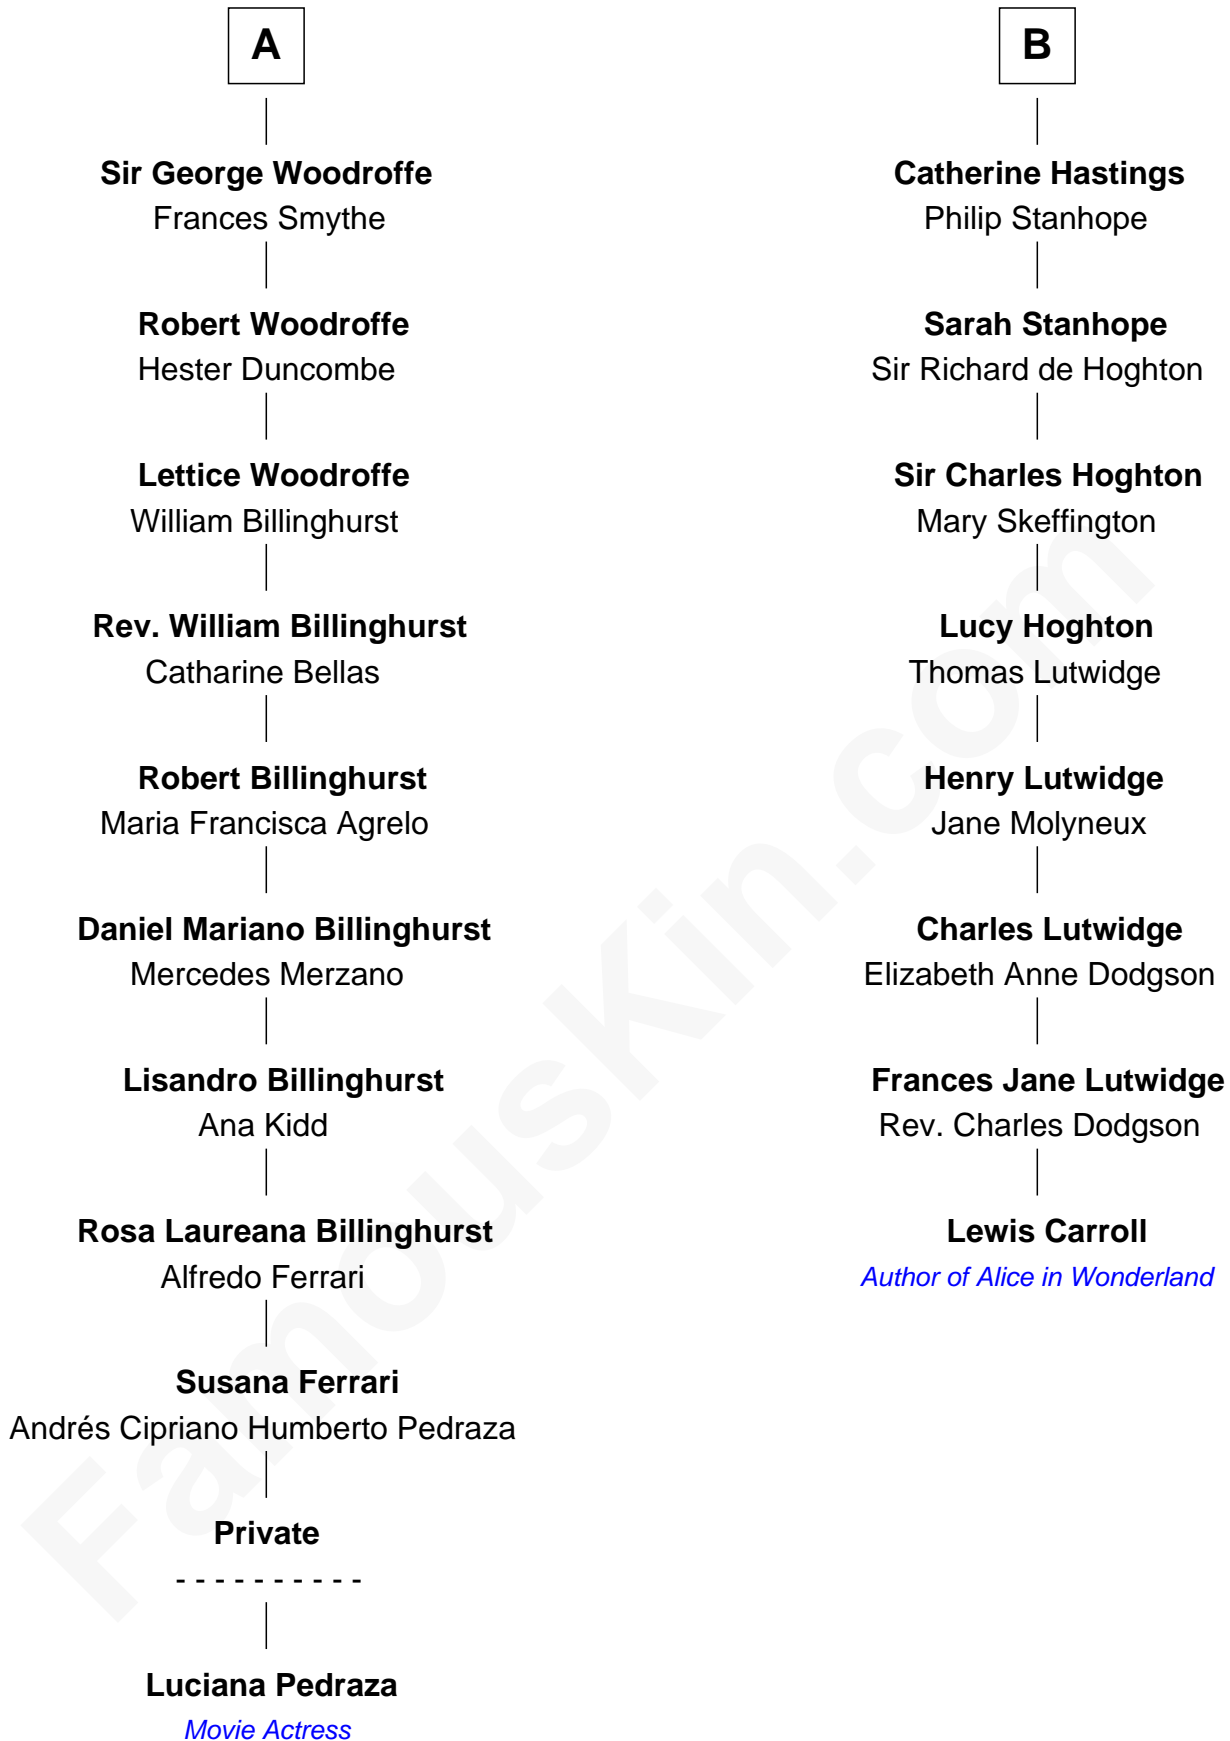 A
Sir George Woodroffe
Frances Smythe
Robert Woodroffe
Hester Duncombe
Lettice Woodroffe
William Billinghurst
Rev. William Billinghurst
Catharine Bellas
Robert Billinghurst
Maria Francisca Agrelo
Daniel Mariano Billinghurst
Mercedes Merzano
Lisandro Billinghurst
Ana Kidd
Rosa Laureana Billinghurst
Alfredo Ferrari
Susana Ferrari
Andrés Cipriano Humberto Pedraza
Private
- - - - - - - - - -
Luciana Pedraza
Movie Actress
B
Catherine Hastings
Philip Stanhope
Sarah Stanhope
Sir Richard de Hoghton
Sir Charles Hoghton
Mary Skeffington
Lucy Hoghton
Thomas Lutwidge
Henry Lutwidge
Jane Molyneux
Charles Lutwidge
Elizabeth Anne Dodgson
Frances Jane Lutwidge
Rev. Charles Dodgson
Lewis Carroll
Author of Alice in Wonderland
FamousKin.com